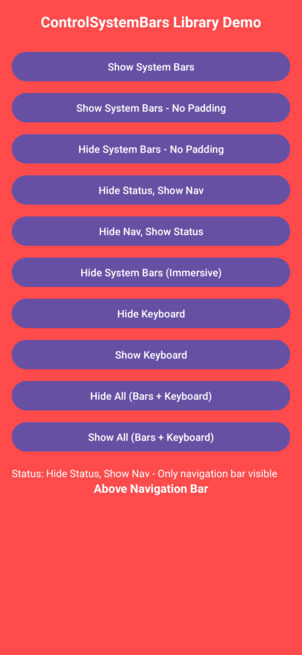 ControlSystemBars Library Demo
Show System Bars
Show System Bars - No Padding
Hide System Bars - No Padding
Hide Status, Show Nav
Hide Nav, Show Status
Hide System Bars (Immersive)
Hide Keyboard
Show Keyboard
Hide All (Bars + Keyboard)
Show All (Bars + Keyboard)
Status: Hide Status, Show Nav - Only navigation bar visible
Above Navigation Bar